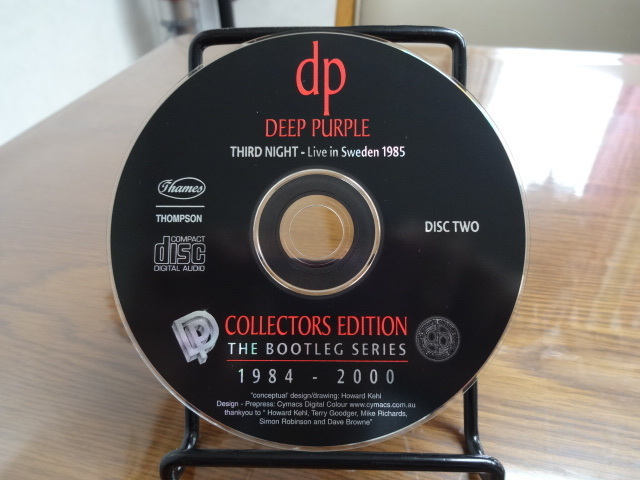 dp
DEEP PURPLE
THIRD NIGHT - Live in Sweden 1985
Thames
THOMPSON
DISC TWO
COMPACT
disc
DIGITAL AUDIO
DP
COLLECTORS EDITION
THE BOOTLEG SERIES
dp
1984 - 2000
"conceptual' design/drawing: Howard Kehl
Design - Prepress: Cymacs Digital Colour www.cymacs.com.au
thankyou to " Howard Kehl, Terry Goodger, Mike Richards,
Simon Robinson and Dave Browne"